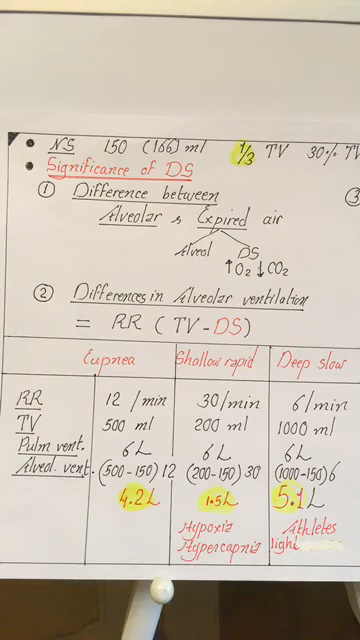 • NS 150 (166) ml 1/3 TV 30% TV
• Significance of DS
① Difference between ③
Alveolar & Expired air
Alveol DS
↑O2 ↓CO2
② Differences in Alveolar ventilation
= RR (TV - DS)
Eupnea Shallow rapid Deep slow
RR 12 /min 30/min 6/min
TV 500 ml 200 ml 1000 ml
Pulm vent. 6L 6L 6L
Alveol. vent. (500-150) 12 (200-150) 30 (1000-150) 6
4.2L 1.5L 5.1L
Hypoxia Athletes
Hypercapnia